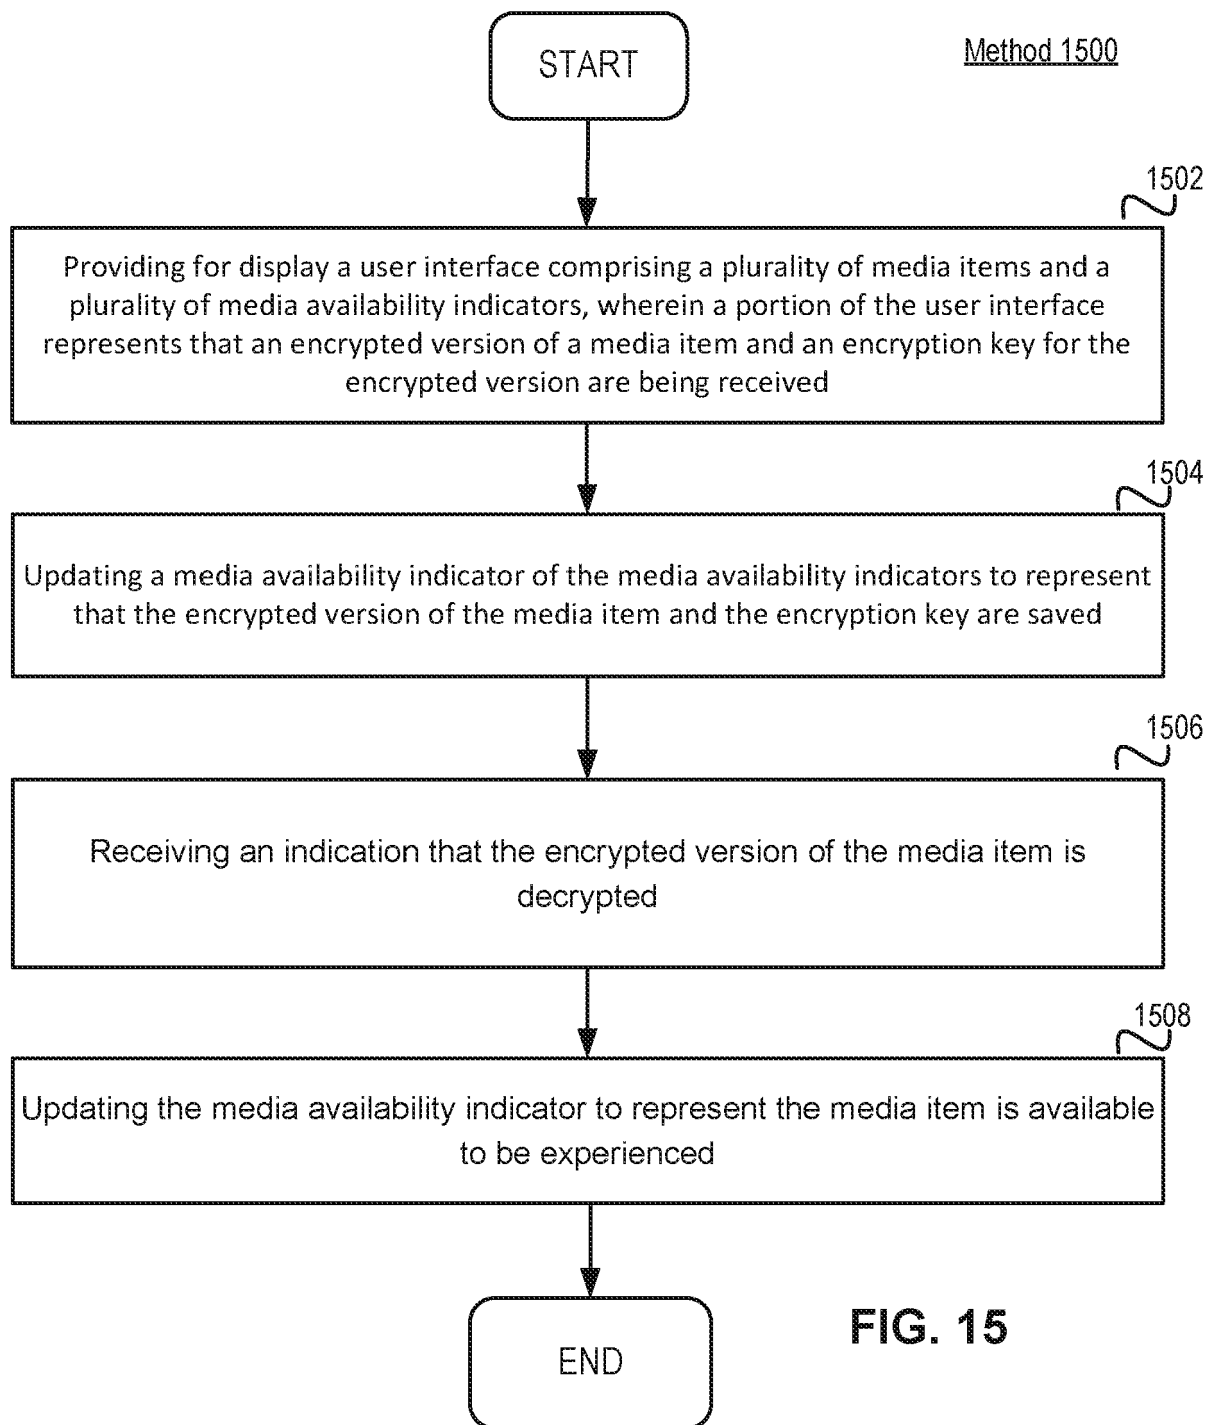 START
Method 1500
1502
Providing for display a user interface comprising a plurality of media items and a
plurality of media availability indicators, wherein a portion of the user interface
represents that an encrypted version of a media item and an encryption key for the
encrypted version are being received
1504
Updating a media availability indicator of the media availability indicators to represent
that the encrypted version of the media item and the encryption key are saved
1506
Receiving an indication that the encrypted version of the media item is
decrypted
1508
Updating the media availability indicator to represent the media item is available
to be experienced
FIG. 15
END